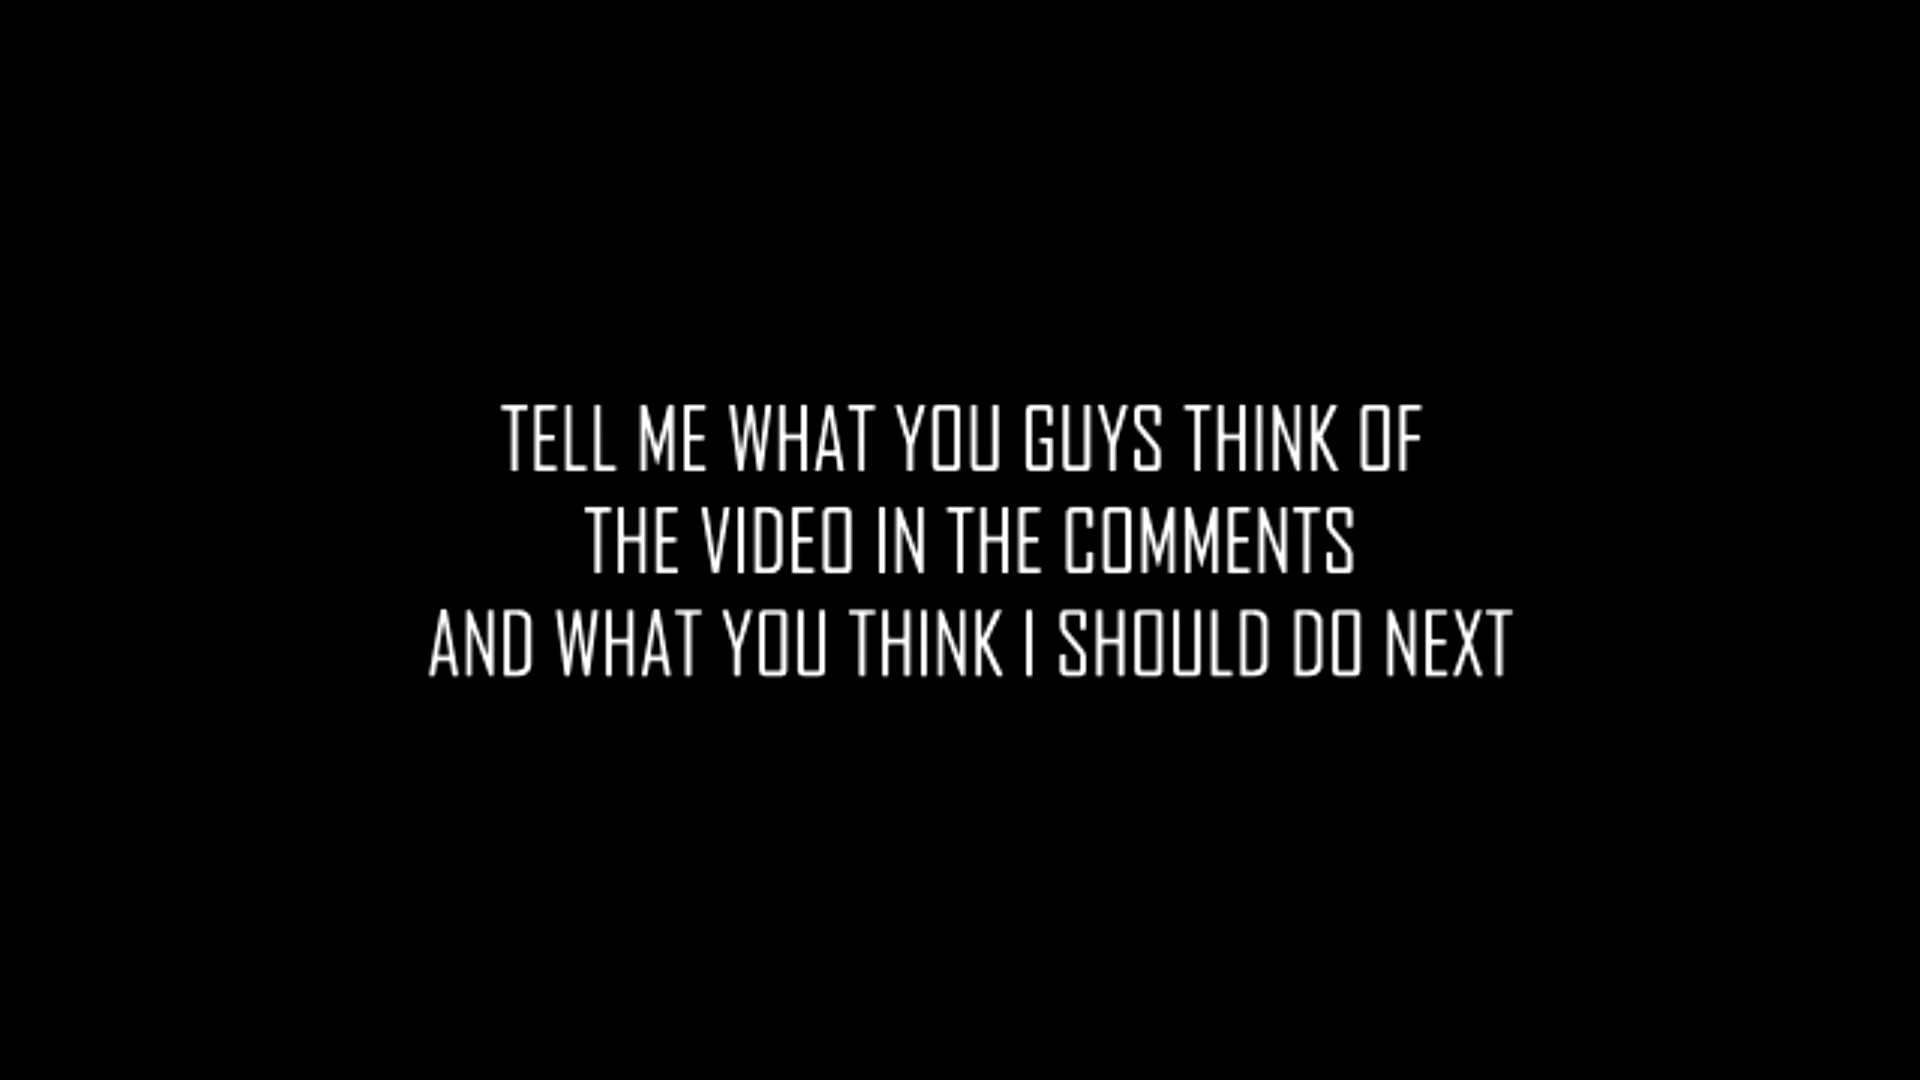 TELL ME WHAT YOU GUYS THINK OF
THE VIDEO IN THE COMMENTS
AND WHAT YOU THINK I SHOULD DO NEXT